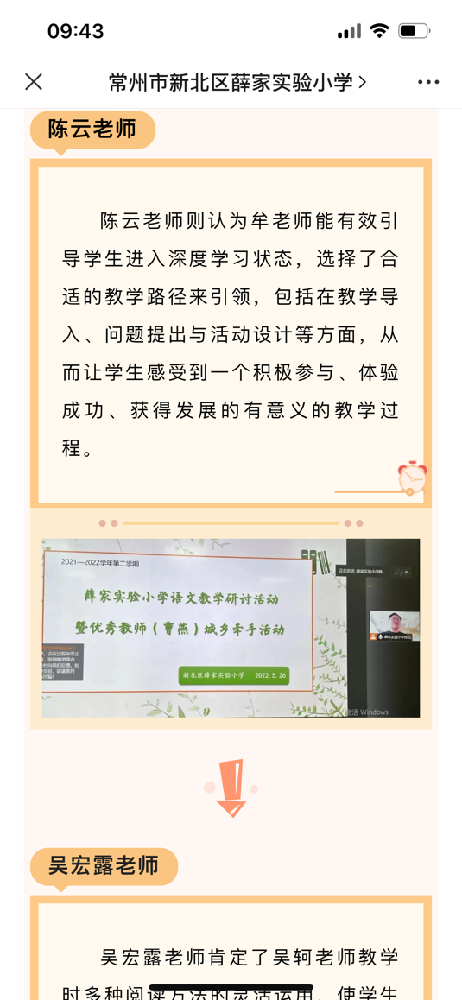 09:43
常州市新北区薛家实验小学
陈云老师
陈云老师则认为牟老师能有效引
导学生进入深度学习状态，选择了合
适的教学路径来引领，包括在教学导
入、问题提出与活动设计等方面，从
而让学生感受到一个积极参与、体验
成功、获得发展的有意义的教学过
程。
2021—2022学年第二学期
薛家实验小学语文教学研讨活动
暨优秀教师（曹燕）城乡牵手活动
新北区薛家实验小学 2022.5.26
正在讲话: 薛家实验小学陈...
激活 Windows
吴宏露老师
吴宏露老师肯定了吴轲老师教学
时多种阅读方法的灵活运用，使学生